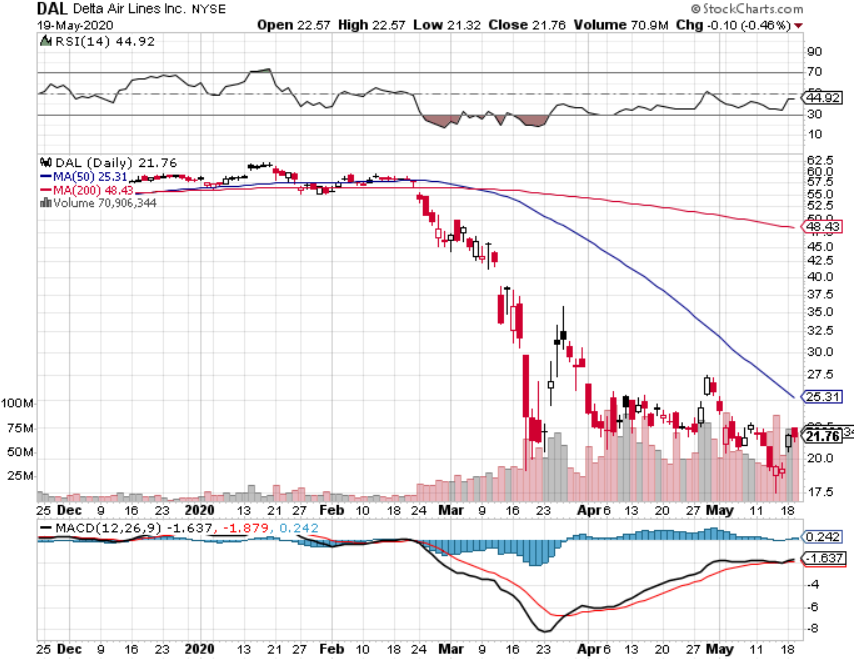 DAL Delta Air Lines Inc. NYSE © StockCharts.com
19-May-2020 Open 22.57 High 22.57 Low 21.32 Close 21.76 Volume 70.9M Chg -0.10 (-0.46%)
RSI(14) 44.92
90
70
44.92
30
10
DAL (Daily) 21.76
MA(50) 25.31
MA(200) 48.43
Volume 70,906,344
62.5
60.0
57.5
55.0
52.5
50.0
48.43
45.0
42.5
40.0
37.5
35.0
32.5
30.0
27.5
25.31
21.76
20.0
17.5
100M
75M
50M
25M
25 Dec 9 16 23 2020 13 21 27 Feb 10 18 24 Mar 9 16 23 Apr 6 13 20 27 May 11 18
MACD(12,26,9) -1.637, -1.879, 0.242
0.242
-1.637
-4
-6
-8
25 Dec 9 16 23 2020 13 21 27 Feb 10 18 24 Mar 9 16 23 Apr 6 13 20 27 May 11 18